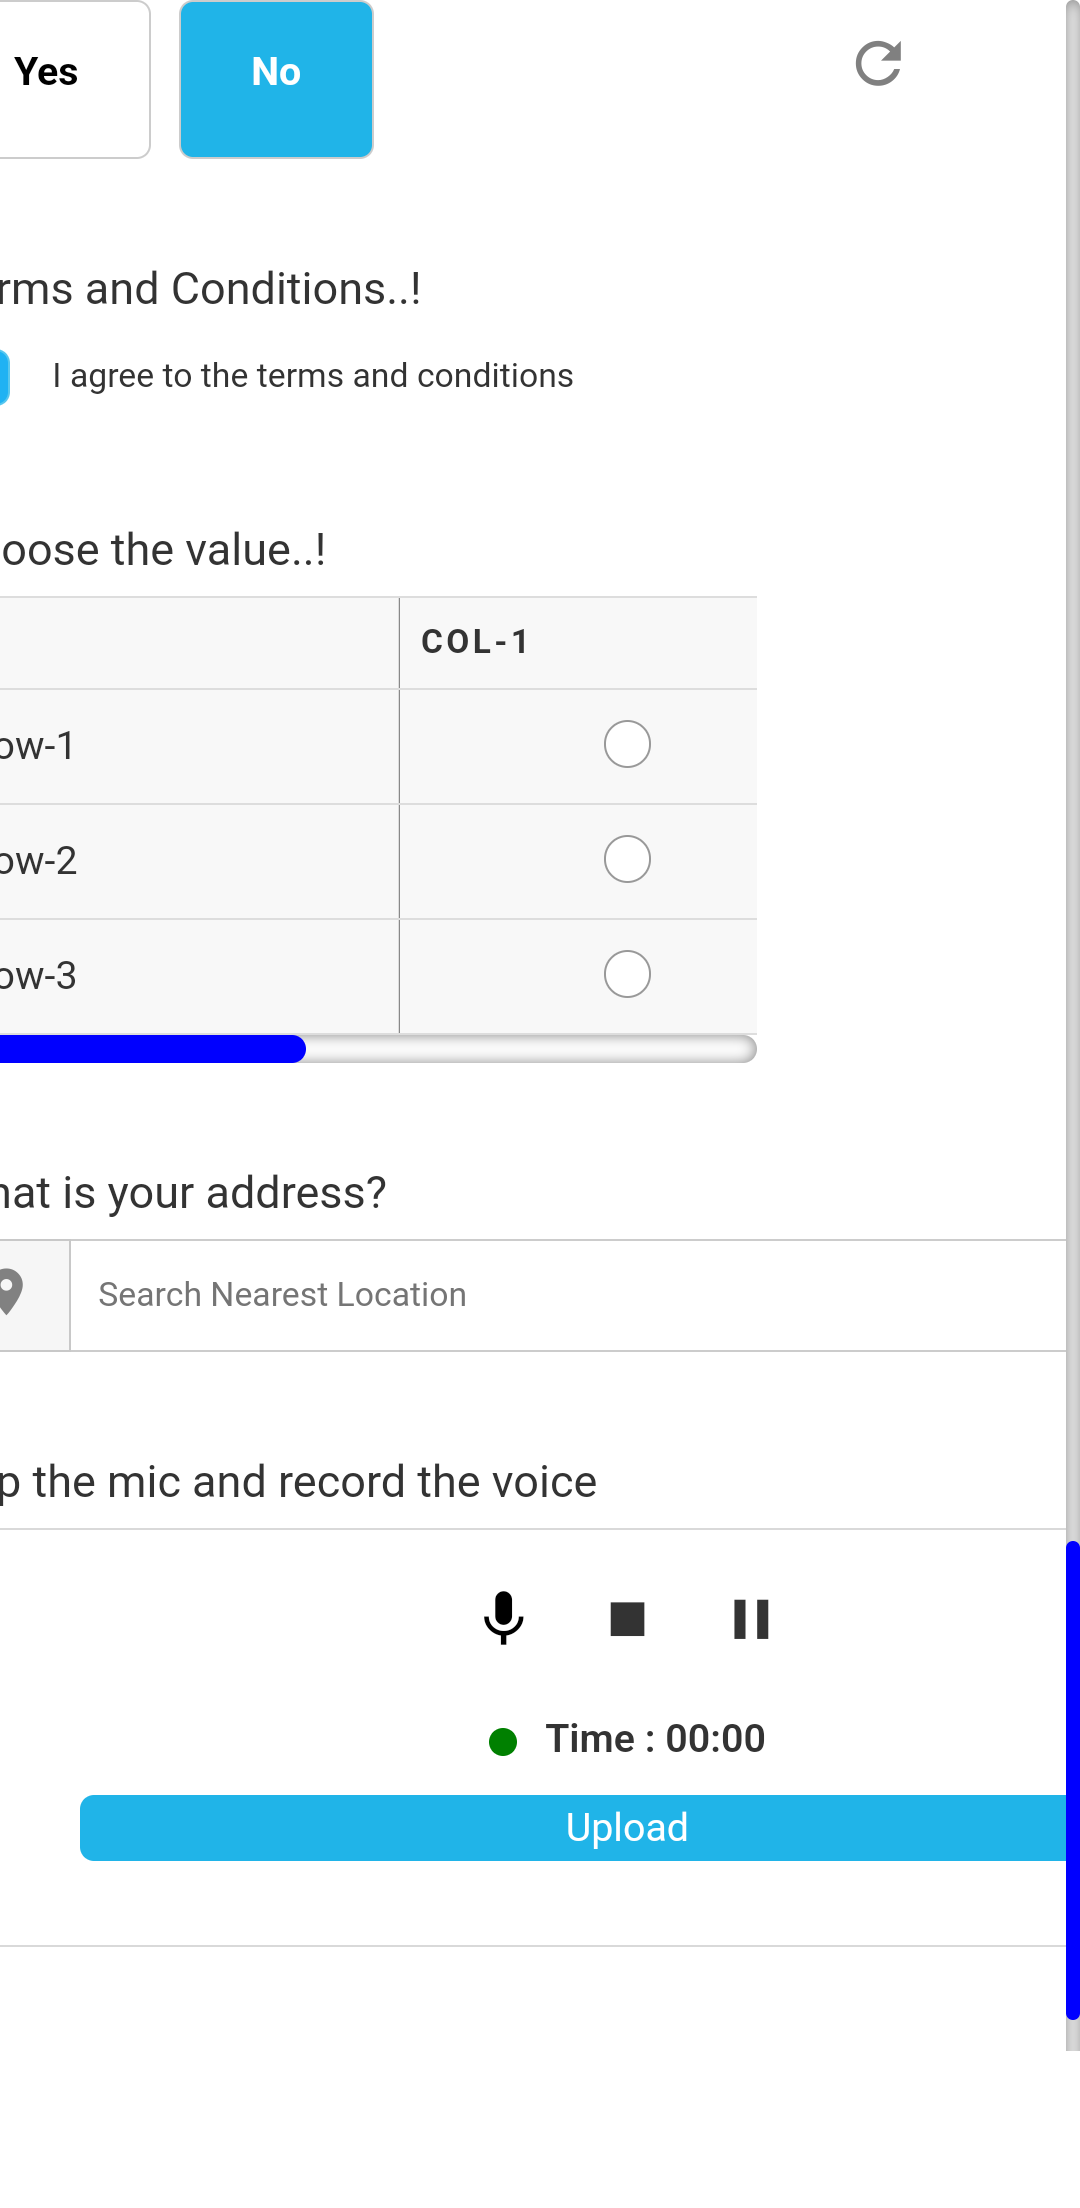 Yes No
rms and Conditions..!
I agree to the terms and conditions
oose the value..!
COL-1
ow-1
ow-2
ow-3
hat is your address?
Search Nearest Location
p the mic and record the voice
Time : 00:00
Upload